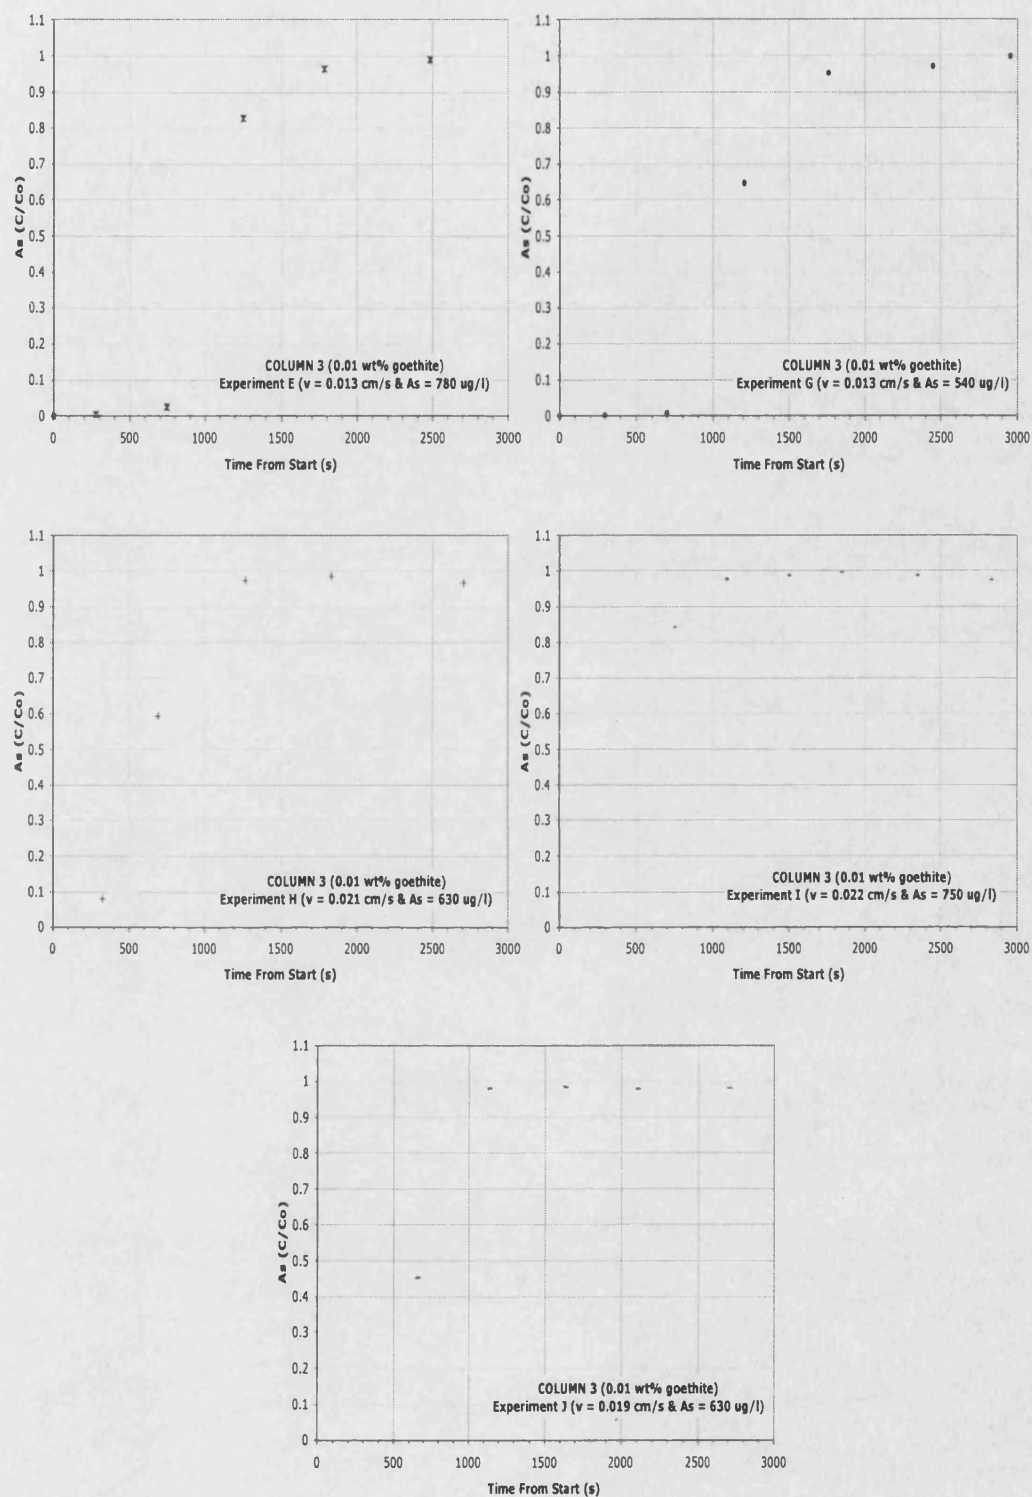 1.1
1
0.9
0.8
0.7
0.6
0.5
0.4
0.3
0.2
0.1
0
As (C/Co)
0 500 1000 1500 2000 2500 3000
Time From Start (s)
COLUMN 3 (0.01 wt% goethite)
Experiment E (v = 0.013 cm/s & As = 780 ug/l)
1.1
1
0.9
0.8
0.7
0.6
0.5
0.4
0.3
0.2
0.1
0
As (C/Co)
0 500 1000 1500 2000 2500 3000
Time From Start (s)
COLUMN 3 (0.01 wt% goethite)
Experiment G (v = 0.013 cm/s & As = 540 ug/l)
1.1
1
0.9
0.8
0.7
0.6
0.5
0.4
0.3
0.2
0.1
0
As (C/Co)
0 500 1000 1500 2000 2500 3000
Time From Start (s)
COLUMN 3 (0.01 wt% goethite)
Experiment H (v = 0.021 cm/s & As = 630 ug/l)
1.1
1
0.9
0.8
0.7
0.6
0.5
0.4
0.3
0.2
0.1
0
As (C/Co)
0 500 1000 1500 2000 2500 3000
Time From Start (s)
COLUMN 3 (0.01 wt% goethite)
Experiment I (v = 0.022 cm/s & As = 750 ug/l)
1.1
1
0.9
0.8
0.7
0.6
0.5
0.4
0.3
0.2
0.1
0
As (C/Co)
0 500 1000 1500 2000 2500 3000
Time From Start (s)
COLUMN 3 (0.01 wt% goethite)
Experiment J (v = 0.019 cm/s & As = 630 ug/l)